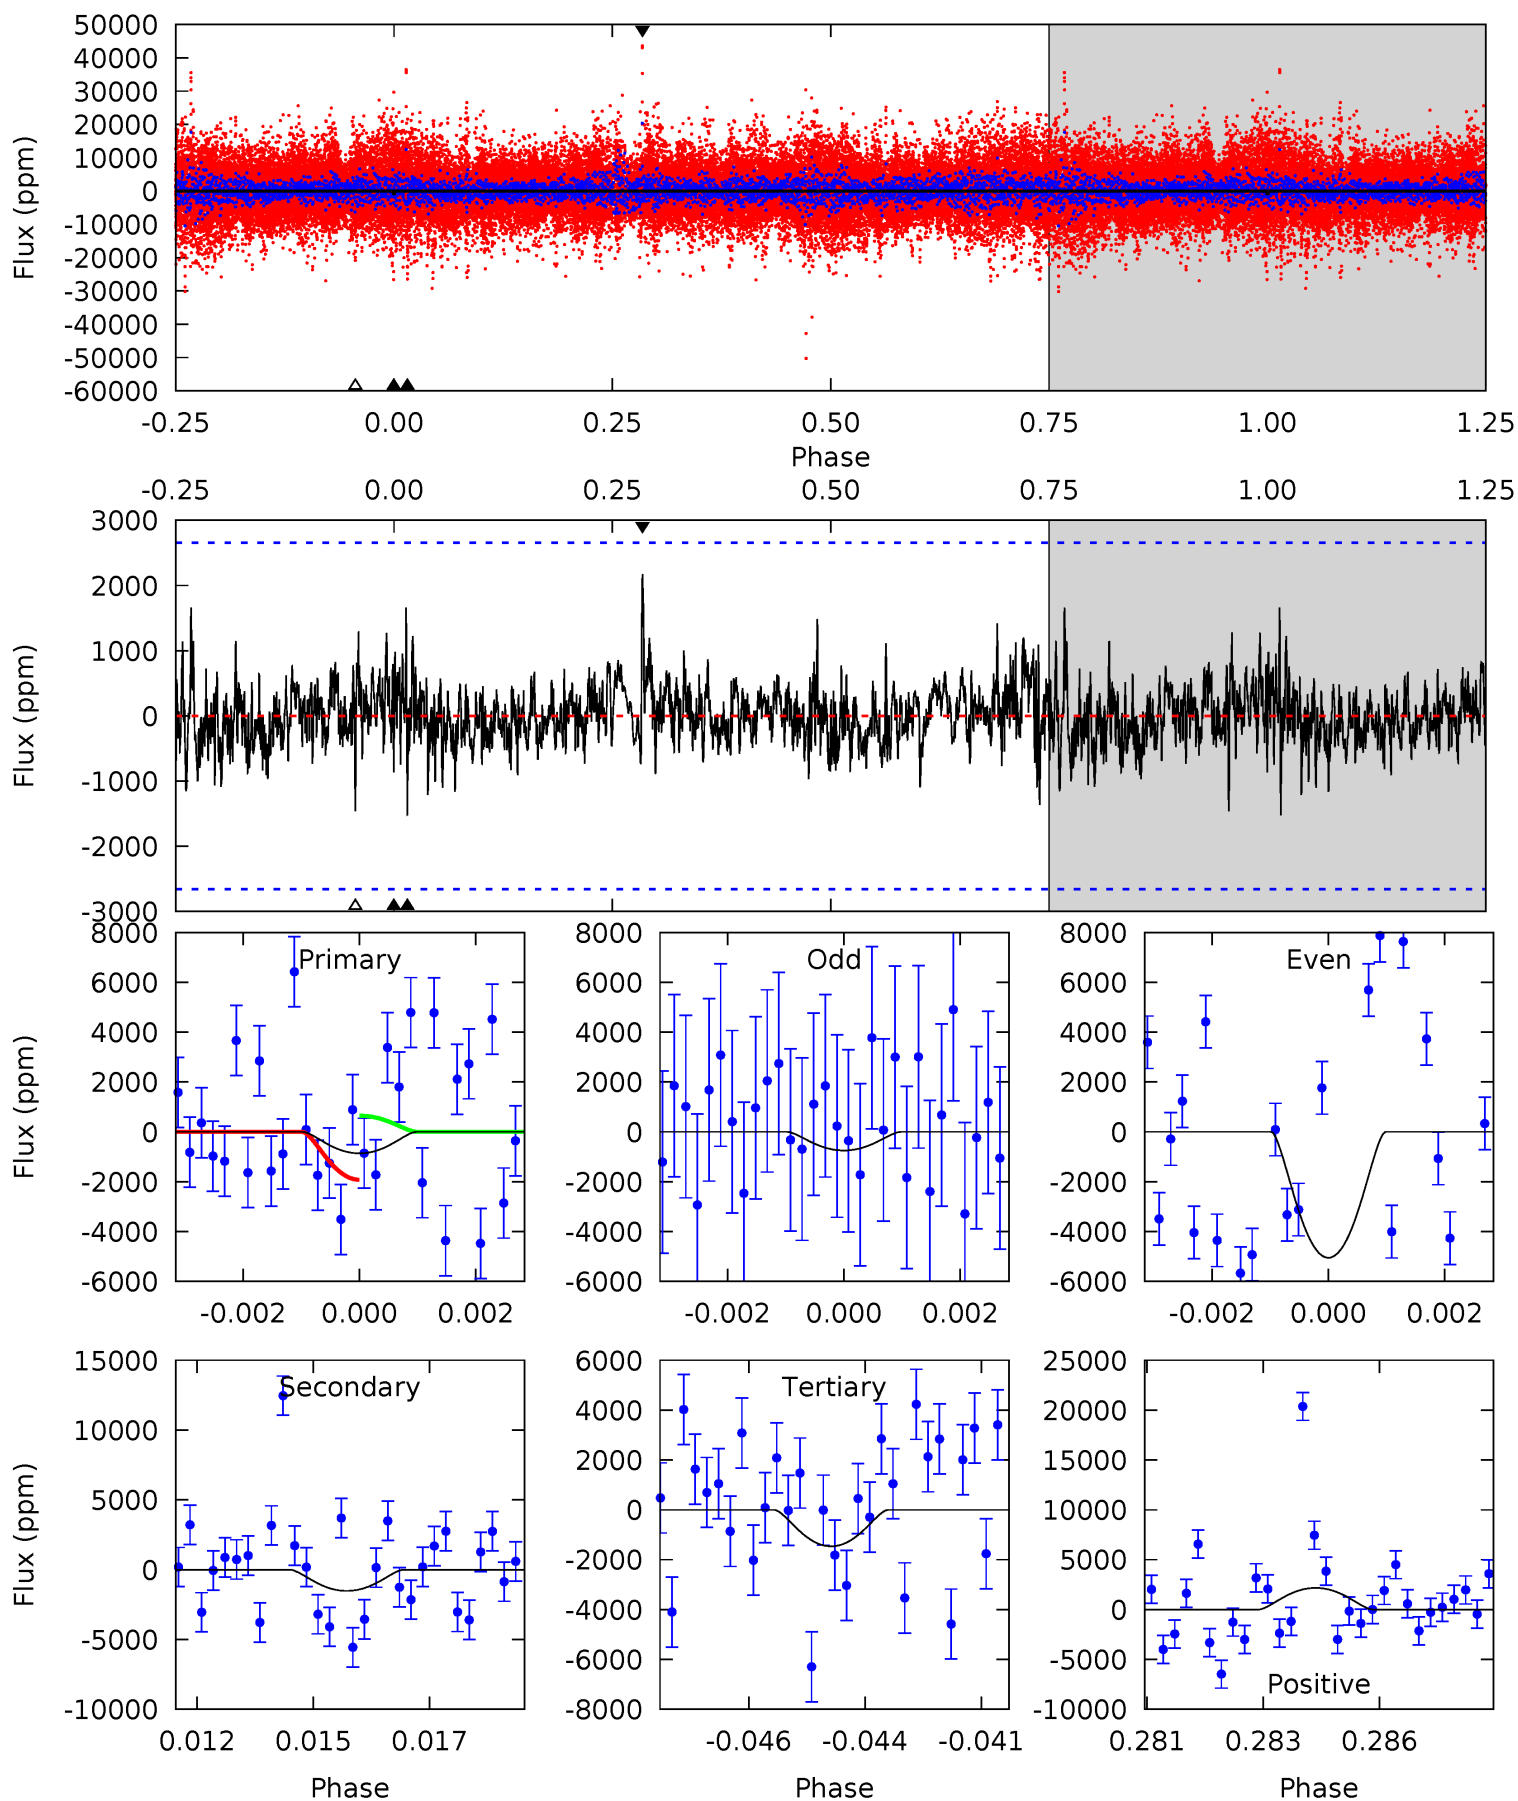 50000
40000
30000
20000
10000
0
-10000
-20000
-30000
-40000
-50000
-60000
Flux (ppm)
-0.25 0.00 0.25 0.50 0.75 1.00 1.25
Phase
-0.25 0.00 0.25 0.50 0.75 1.00 1.25
3000
2000
1000
0
-1000
-2000
-3000
Flux (ppm)
Primary
8000
6000
4000
2000
0
-2000
-4000
-6000
Flux (ppm)
-0.002 0.000 0.002
Odd
8000
6000
4000
2000
0
-2000
-4000
-6000
-0.002 0.000 0.002
Even
8000
6000
4000
2000
0
-2000
-4000
-6000
-0.002 0.000 0.002
Secondary
15000
10000
5000
0
-5000
-10000
Flux (ppm)
0.012 0.015 0.017
Phase
Tertiary
6000
4000
2000
0
-2000
-4000
-6000
-8000
-0.046 -0.044 -0.041
Phase
25000
20000
15000
10000
5000
0
-5000
-10000
Positive
0.281 0.283 0.286
Phase